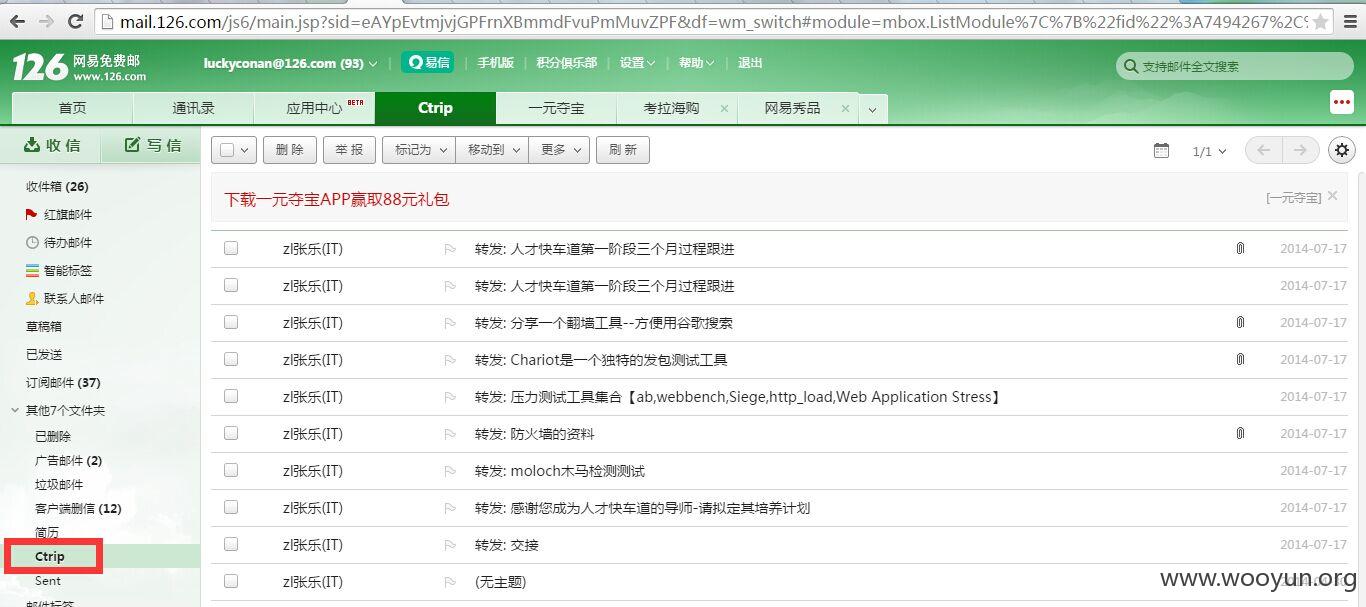 mail.126.com/js6/main.jsp?sid=eAYpEvtmjvjGPFrnXBmmdFvuPmMuvZPF&df=wm_switch#module=mbox.ListModule%7C%7B%22fid%22%3A7494267%2C%
126 网易免费邮 www.126.com
luckyconan@126.com (93) 易信 | 手机版 | 积分俱乐部 | 设置 | 帮助 | 退出
支持邮件全文搜索
首页 通讯录 应用中心 BETA Ctrip 一元夺宝 考拉海购 × 网易秀品 ×
收信 写信
删除 举报 标记为 移动到 更多 刷新 1/1
收件箱 (26)
红旗邮件
待办邮件
智能标签
联系人邮件
草稿箱
已发送
订阅邮件 (37)
其他7个文件夹
已删除
广告邮件 (2)
垃圾邮件
客户端删信 (12)
简历
Ctrip
Sent
邮件标签
下载一元夺宝APP赢取88元礼包 [一元夺宝] ×
zl张乐(IT) 转发: 人才快车道第一阶段三个月过程跟进 2014-07-17
zl张乐(IT) 转发: 人才快车道第一阶段三个月过程跟进 2014-07-17
zl张乐(IT) 转发: 分享一个翻墙工具--方便用谷歌搜索 2014-07-17
zl张乐(IT) 转发: Chariot是一个独特的发包测试工具 2014-07-17
zl张乐(IT) 转发: 压力测试工具集合【ab,webbench,Siege,http_load,Web Application Stress】 2014-07-17
zl张乐(IT) 转发: 防火墙的资料 2014-07-17
zl张乐(IT) 转发: moloch木马检测测试 2014-07-17
zl张乐(IT) 转发: 感谢您成为人才快车道的导师-请拟定其培养计划 2014-07-17
zl张乐(IT) 转发: 交接 2014-07-17
zl张乐(IT) (无主题)
www.wooyun.org